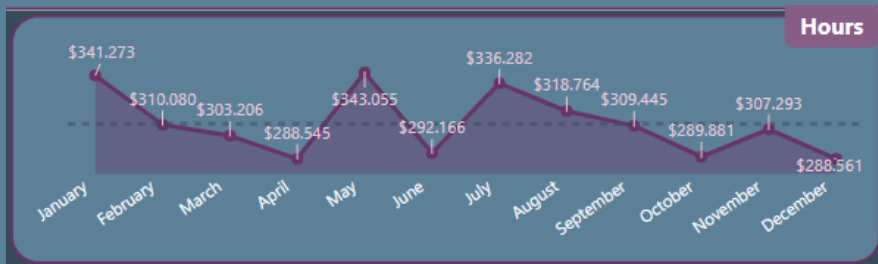 Hours
$341.273
$310.080
$303.206
$288.545
$343.055
$292.166
$336.282
$318.764
$309.445
$289.881
$307.293
$288.561
January
February
March
April
May
June
July
August
September
October
November
December